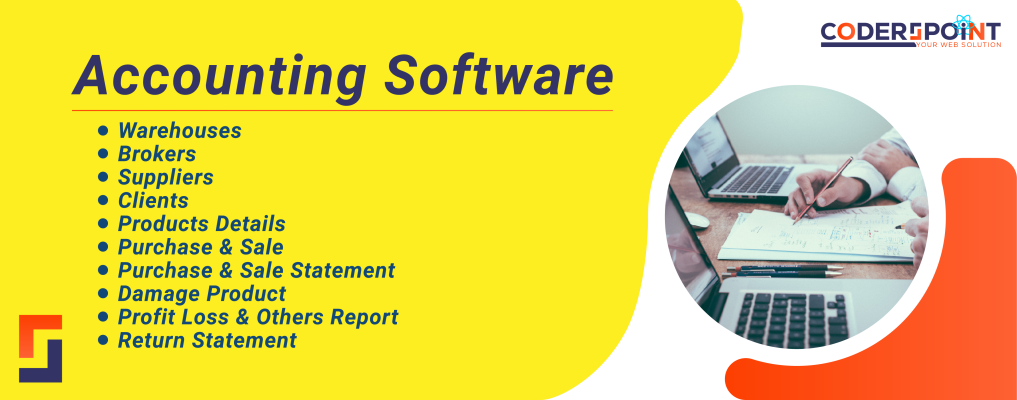 CODERSPOINT
YOUR WEB SOLUTION
Accounting Software
Warehouses
Brokers
Suppliers
Clients
Products Details
Purchase & Sale
Purchase & Sale Statement
Damage Product
Profit Loss & Others Report
Return Statement